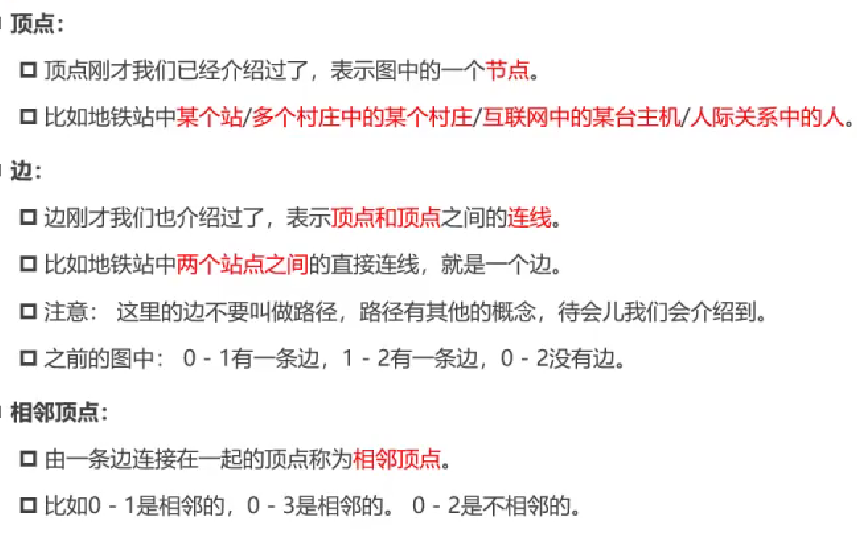 顶点：
顶点刚才我们已经介绍过了，表示图中的一个节点。
比如地铁站中某个站/多个村庄中的某个村庄/互联网中的某台主机/人际关系中的人。
边：
边刚才我们也介绍过了，表示顶点和顶点之间的连线。
比如地铁站中两个站点之间的直接连线，就是一个边。
注意： 这里的边不要叫做路径，路径有其他的概念，待会儿我们会介绍到。
之前的图中： 0 - 1有一条边，1 - 2有一条边，0 - 2没有边。
相邻顶点：
由一条边连接在一起的顶点称为相邻顶点。
比如0 - 1是相邻的，0 - 3是相邻的。 0 - 2是不相邻的。